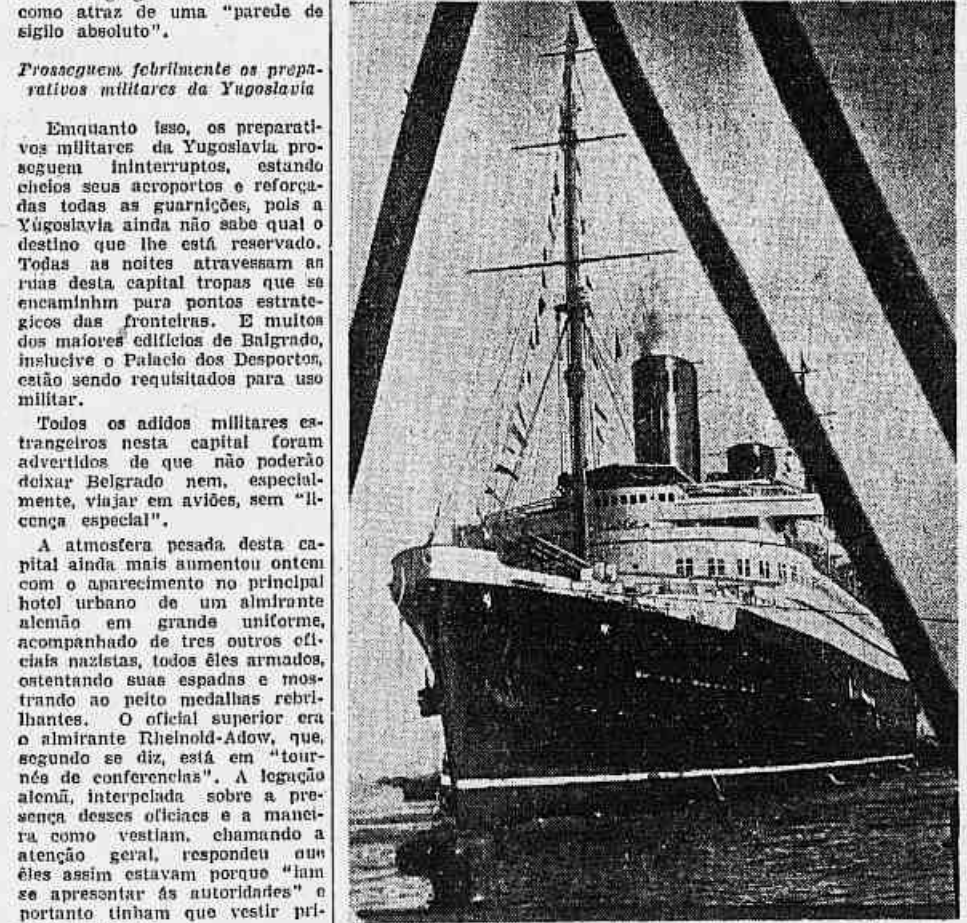 como atraz de uma "parede de
sigilo absoluto".
Prosseguem febrilmente os prepa-
rativos militares da Yugoslavia
Emquanto isso, os preparati-
vos militares da Yugoslavia pro-
seguem ininterruptos, estando
cheios seus aeroportos e reforça-
das todas as guarnições, pois a
Yúgoslavia ainda não sabe qual o
destino que lhe está reservado.
Todas as noites atravessam as
ruas desta capital tropas que se
encaminhm para pontos estrate-
gicos das fronteiras. E muitos
dos maiores edificios de Balgrado,
inslucive o Palacio dos Desportos,
estão sendo requisitados para uso
militar.
Todos os adidos militares es-
trangeiros nesta capital foram
advertidos de que não poderão
deixar Belgrado nem, especial-
mente, viajar em aviões, sem "li-
cença especial".
A atmosfera pesada desta ca-
pital ainda mais aumentou ontem
com o aparecimento no principal
hotel urbano de um almirante
alemão em grande uniforme,
acompanhado de tres outros ofi-
ciais nazistas, todos êles armados,
ostentando suas espadas e mos-
trando ao peito medalhas rebri-
lhantes. O oficial superior era
o almirante Rheinold-Adow, que,
segundo se diz, está em "tour-
nés de conferencias". A legação
alemã, interpelada sobre a pre-
sença desses oficiaes e a manei-
ra como vestiam, chamando a
atenção geral, respondeu que
êles assim estavam porque "iam
se apresentar ás autoridades" e
portanto tinham que vestir pri-